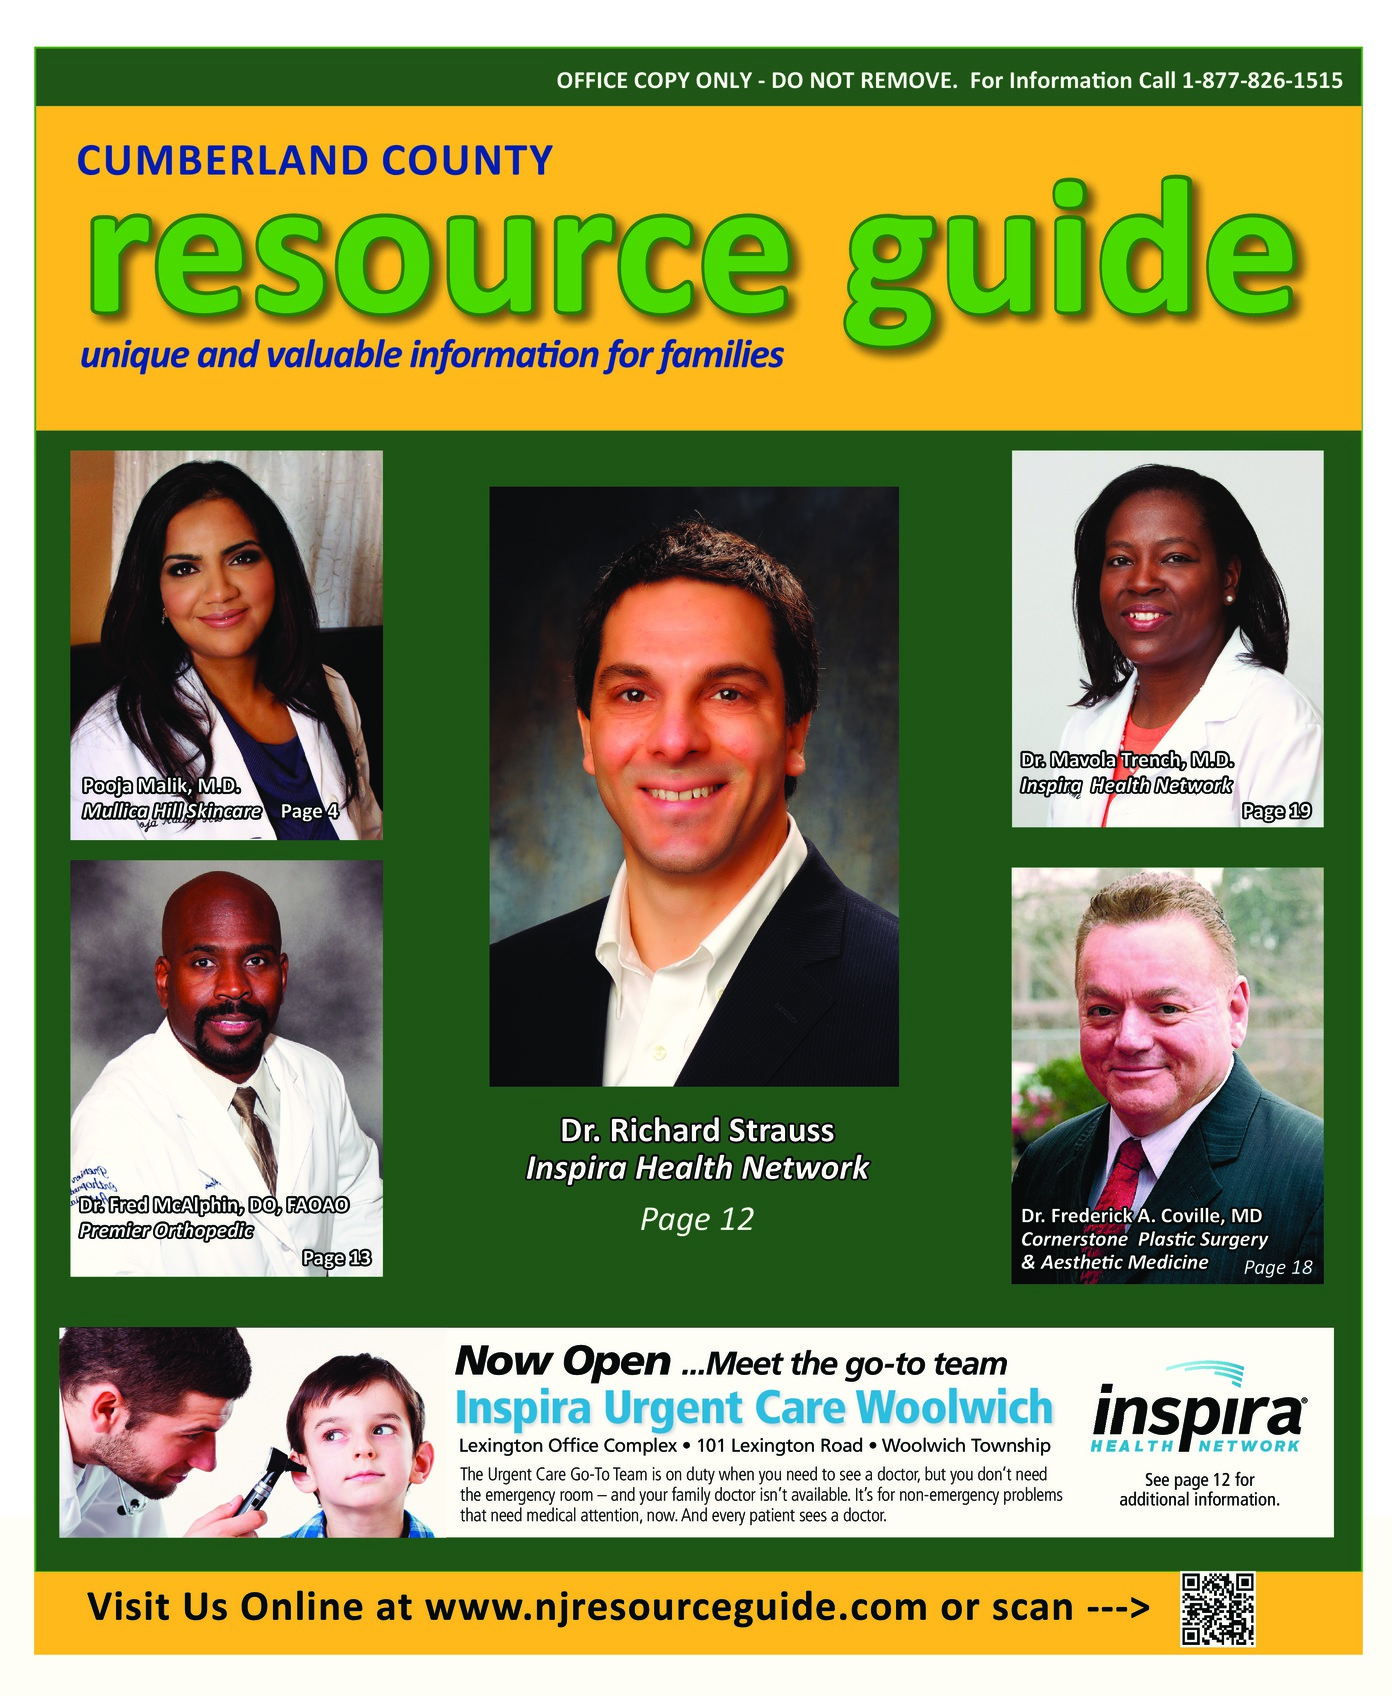 OFFICE COPY ONLY - DO NOT REMOVE.  For Information Call 1-877-826-1515
CUMBERLAND COUNTY
resource guide
unique and valuable information for families
Pooja Malik, M.D.
Mullica Hill Skincare    Page 4
Dr. Mavola Trench, M.D.
Inspira  Health Network
Page 19
Dr. Fred McAlphin, DO, FAOAO
Premier Orthopedic
Page 13
Dr. Richard Strauss
Inspira Health Network
Page 12
Dr. Frederick A. Coville, MD
Cornerstone  Plastic Surgery
& Aesthetic Medicine    Page 18
Now Open ...Meet the go-to team
Inspira Urgent Care Woolwich
Lexington Office Complex • 101 Lexington Road • Woolwich Township
The Urgent Care Go-To Team is on duty when you need to see a doctor, but you don't need
the emergency room – and your family doctor isn't available. It's for non-emergency problems
that need medical attention, now. And every patient sees a doctor.
inspira®
HEALTH NETWORK
See page 12 for
additional information.
Visit Us Online at www.njresourceguide.com or scan --->